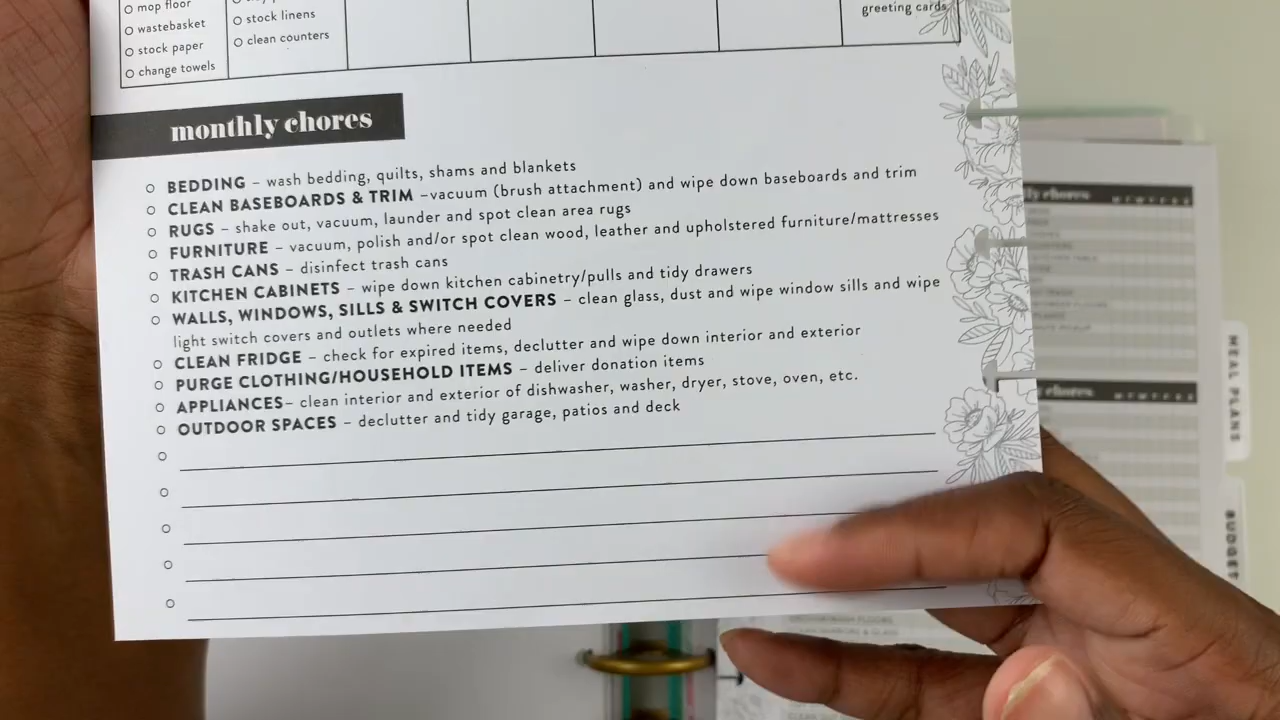 mop floor
wastebasket
stock paper
change towels
stock linens
clean counters
greeting cards
monthly chores
BEDDING – wash bedding, quilts, shams and blankets
CLEAN BASEBOARDS & TRIM –vacuum (brush attachment) and wipe down baseboards and trim
RUGS – shake out, vacuum, launder and spot clean area rugs
FURNITURE – vacuum, polish and/or spot clean wood, leather and upholstered furniture/mattresses
TRASH CANS – disinfect trash cans
KITCHEN CABINETS – wipe down kitchen cabinetry/pulls and tidy drawers
WALLS, WINDOWS, SILLS & SWITCH COVERS – clean glass, dust and wipe window sills and wipe
light switch covers and outlets where needed
CLEAN FRIDGE – check for expired items, declutter and wipe down interior and exterior
PURGE CLOTHING/HOUSEHOLD ITEMS – deliver donation items
APPLIANCES– clean interior and exterior of dishwasher, washer, dryer, stove, oven, etc.
OUTDOOR SPACES – declutter and tidy garage, patios and deck
chores
chores
MEAL PLANS
BUDGET